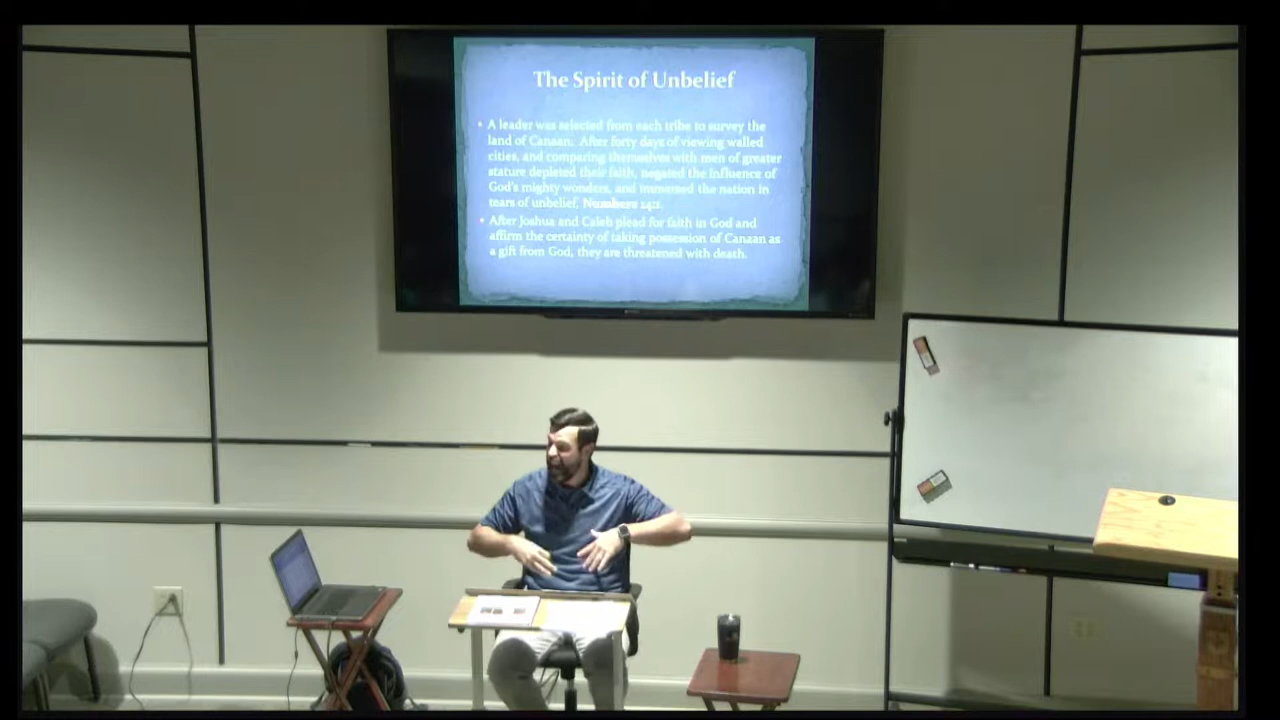 The Spirit of Unbelief
• A leader was selected from each tribe to survey the
land of Canaan. After forty days of viewing walled
cities, and comparing themselves with men of greater
stature depleted their faith, negated the influence of
God's mighty wonders, and immersed the nation in
tears of unbelief, Numbers 14:1.
• After Joshua and Caleb plead for faith in God and
affirm the certainty of taking possession of Canaan as
a gift from God, they are threatened with death.